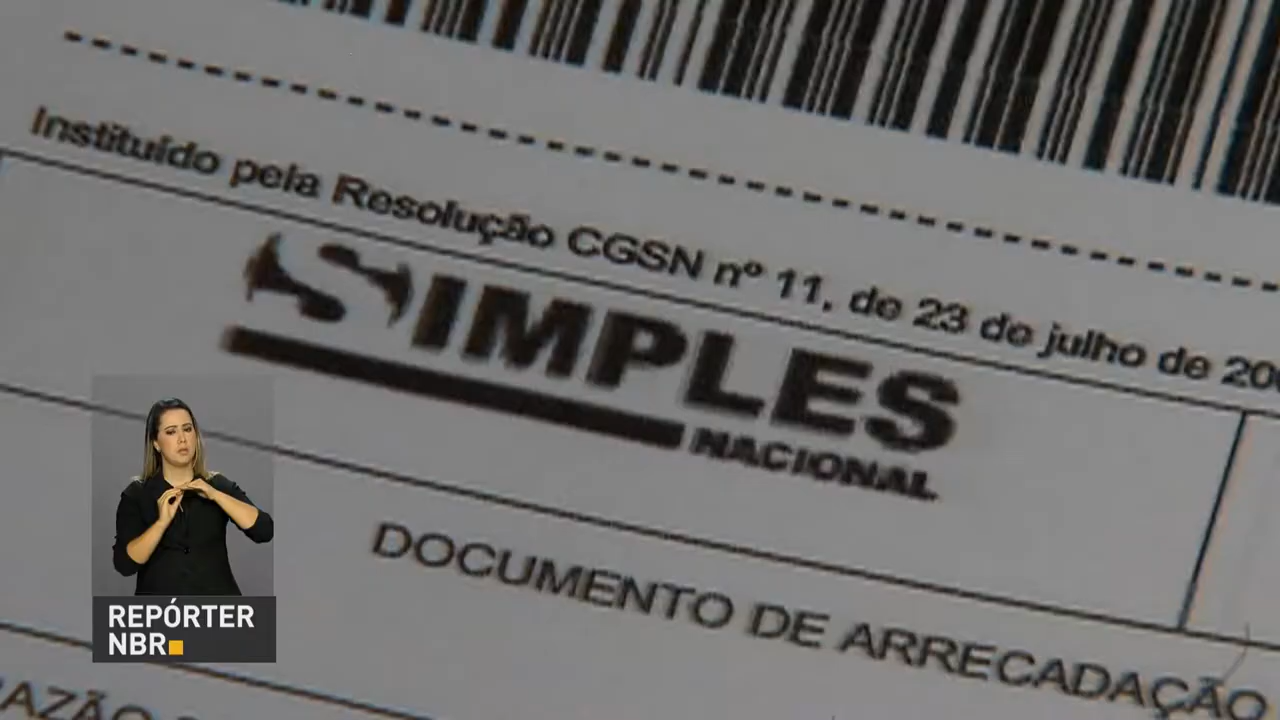 Instituído pela Resolução CGSN nº 11, de 23 de julho de
SIMPLES
NACIONAL
DOCUMENTO DE ARRECADAÇÃO
REPÓRTER
NBR